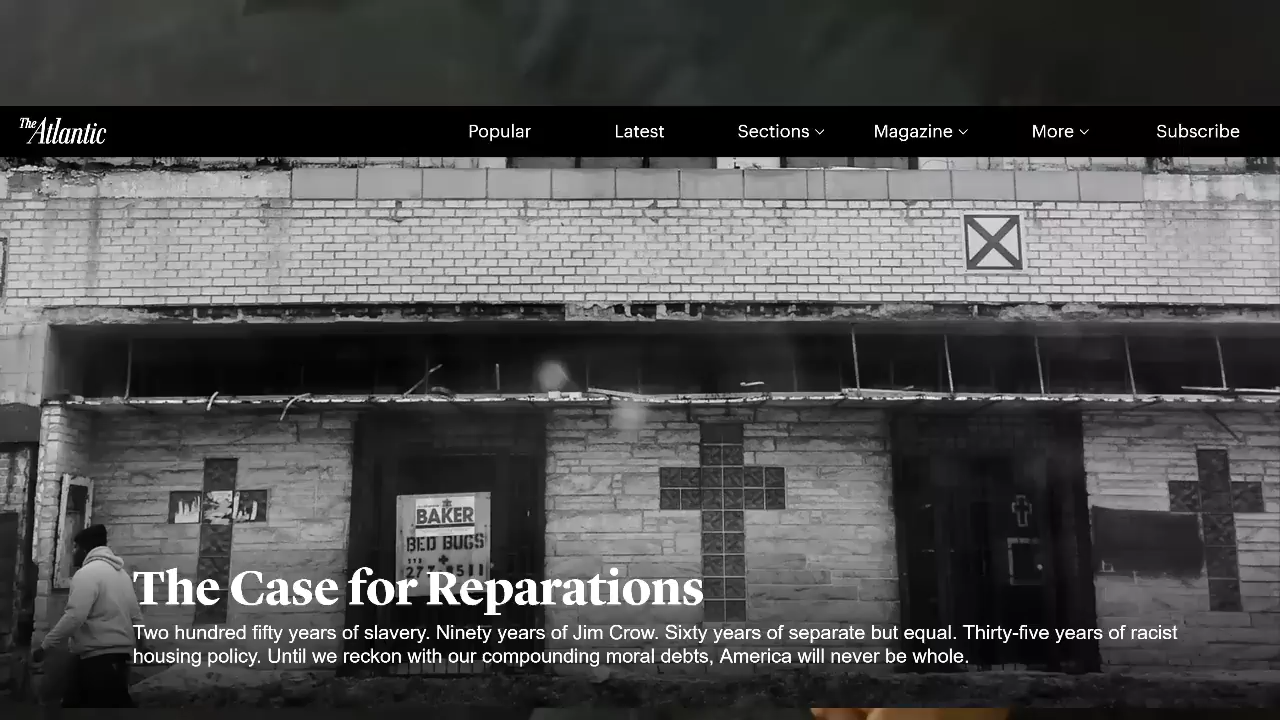 The Atlantic
Popular Latest Sections Magazine More Subscribe
BAKER
BED BUGS
The Case for Reparations
Two hundred fifty years of slavery. Ninety years of Jim Crow. Sixty years of separate but equal. Thirty-five years of racist
housing policy. Until we reckon with our compounding moral debts, America will never be whole.